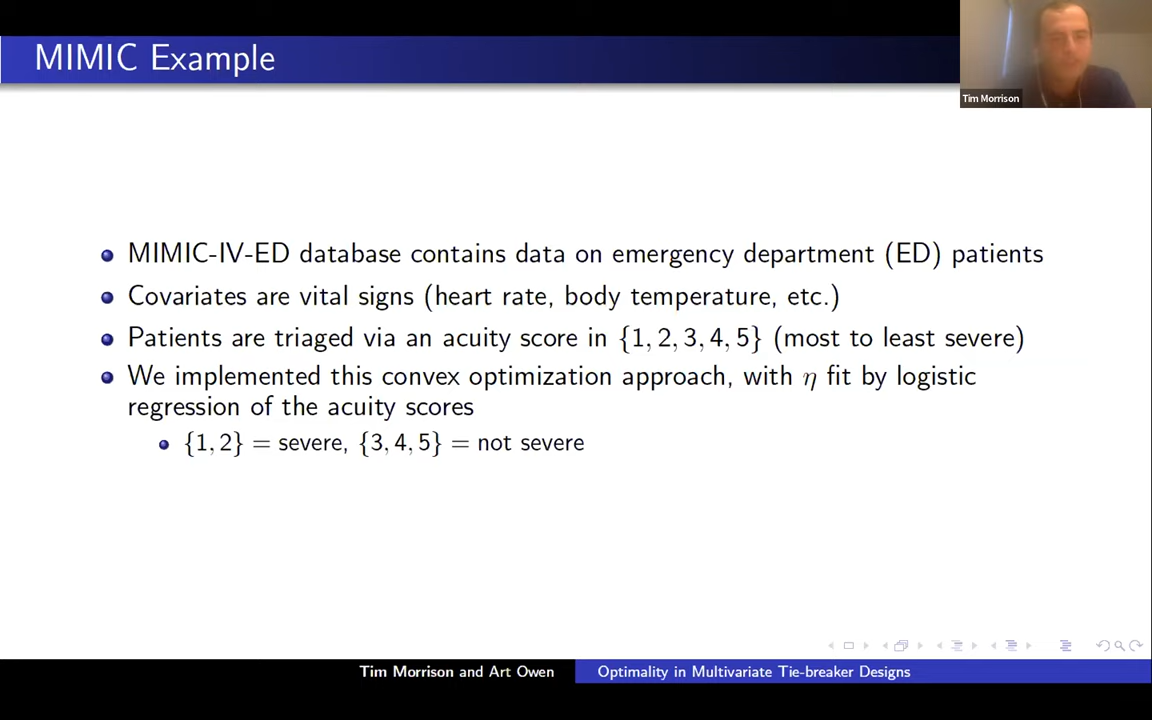 MIMIC Example
Tim Morrison
MIMIC-IV-ED database contains data on emergency department (ED) patients
Covariates are vital signs (heart rate, body temperature, etc.)
Patients are triaged via an acuity score in {1, 2, 3, 4, 5} (most to least severe)
We implemented this convex optimization approach, with η fit by logistic
regression of the acuity scores
{1, 2} = severe, {3, 4, 5} = not severe
Tim Morrison and Art Owen
Optimality in Multivariate Tie-breaker Designs